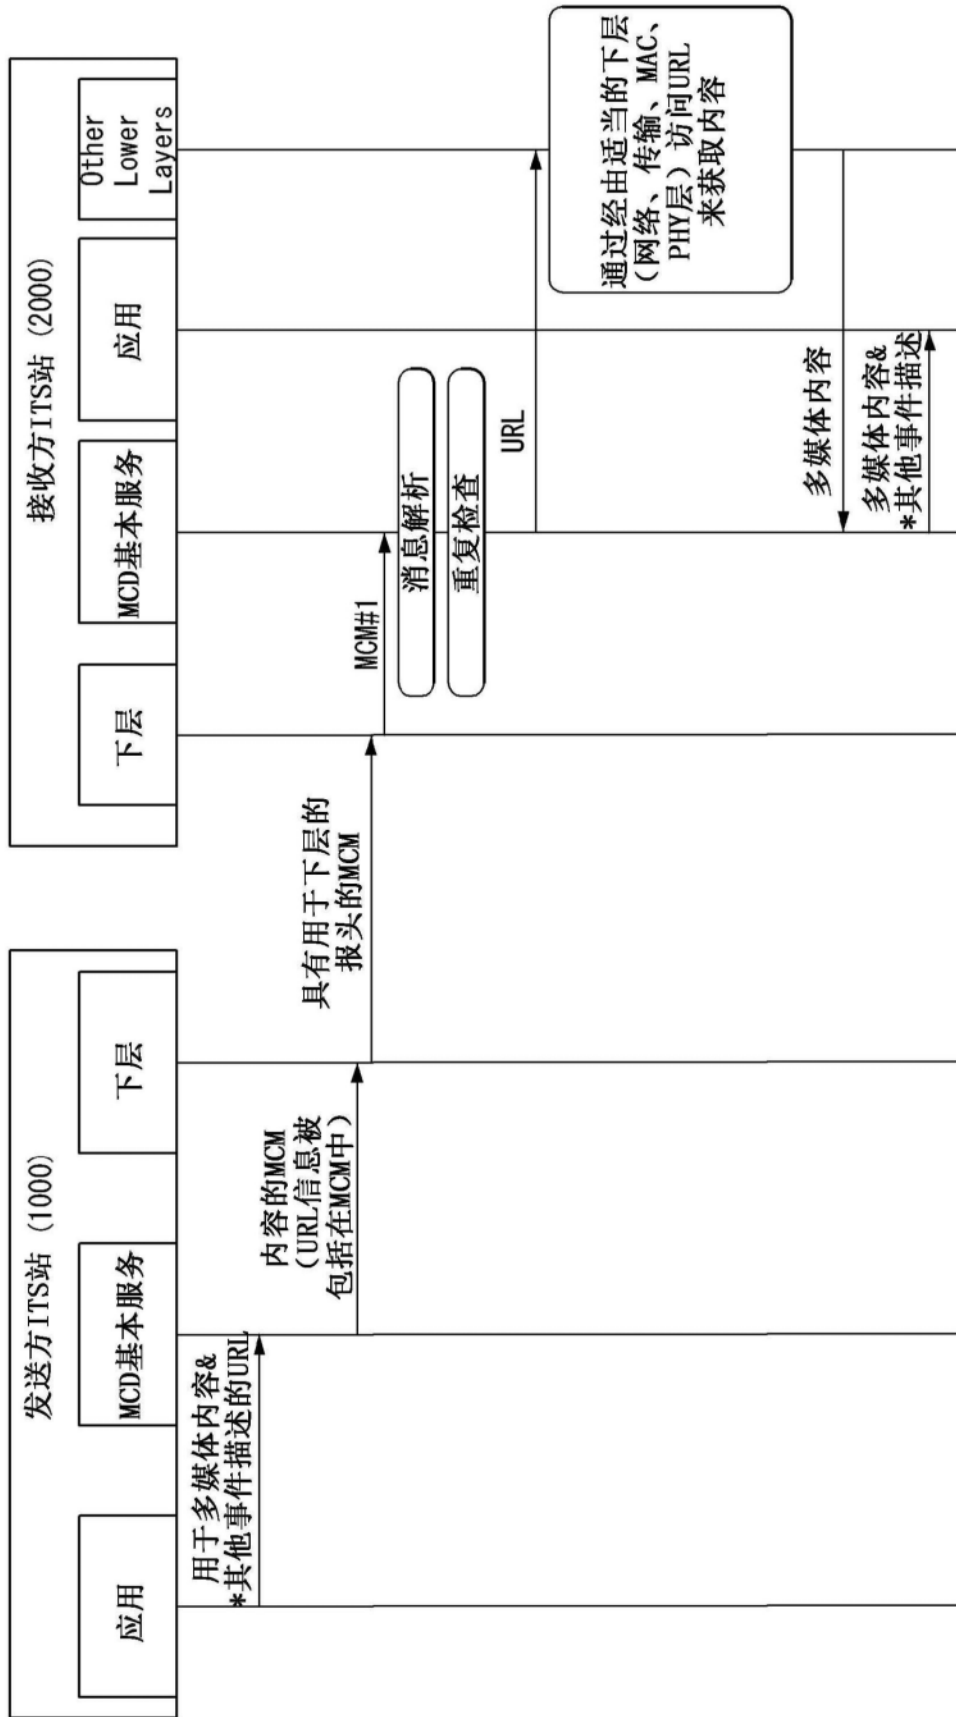 发送方ITS站 (1000)
应用
MCD基本服务
下层
接收方ITS站 (2000)
下层
MCD基本服务
应用
Other
Lower
Layers
用于多媒体内容&
*其他事件描述的URL
内容的MCM
(URL信息被
包括在MCM中)
具有用于下层的
报头的MCM
MCM#1
消息解析
重复检查
URL
通过经由适当的下层
(网络、传输、MAC、
PHY层) 访问URL
来获取内容
多媒体内容
多媒体内容&
*其他事件描述